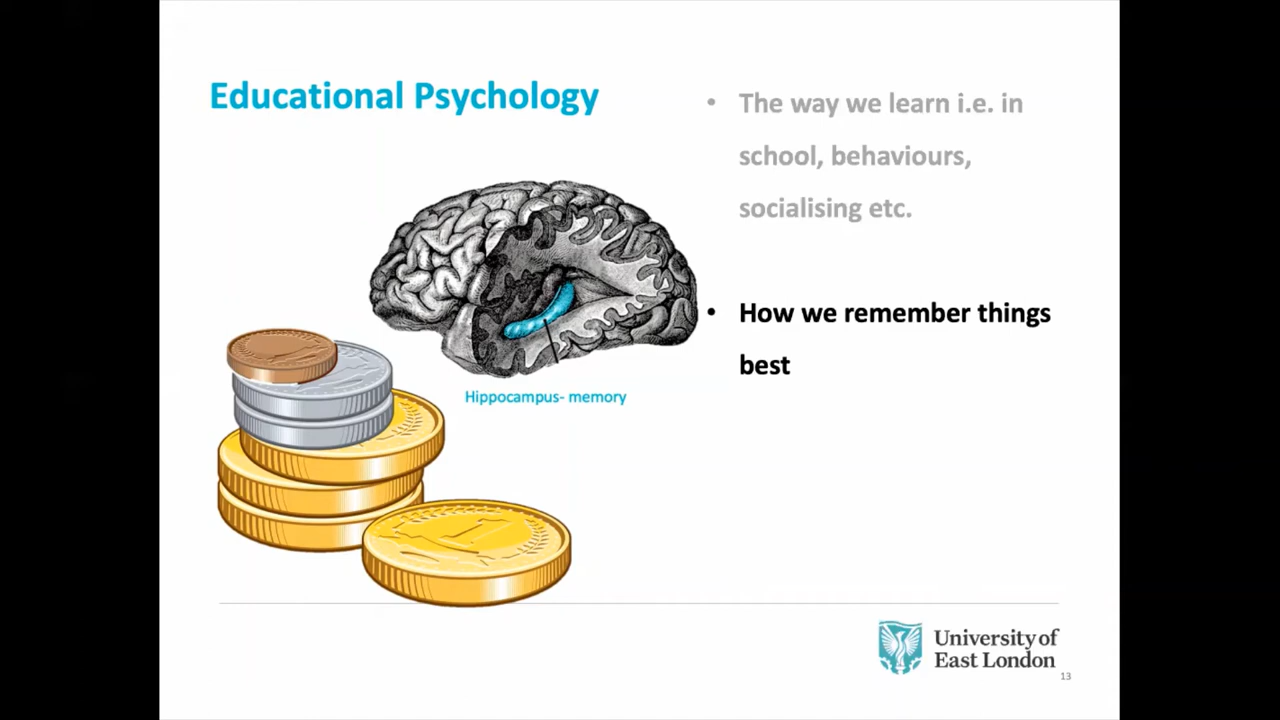 Educational Psychology
• The way we learn i.e. in
school, behaviours,
socialising etc.
• How we remember things
best
Hippocampus- memory
1
University of
East London
13